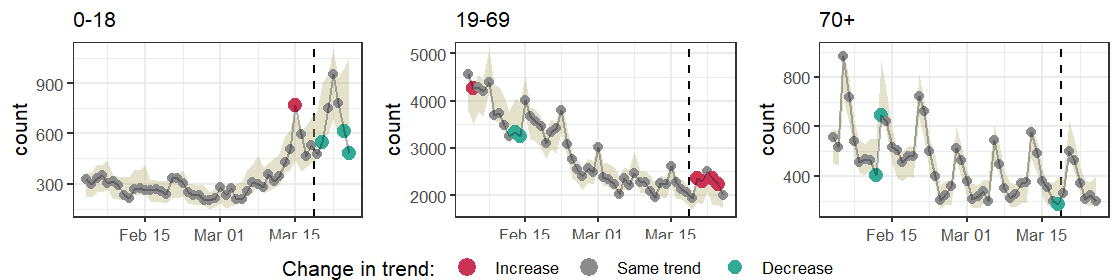 0-18
19-69
70+
count
900
600
300
Feb 15
Mar 01
Mar 15
count
5000
4000
3000
2000
Feb 15
Mar 01
Mar 15
count
800
600
400
Feb 15
Mar 01
Mar 15
Change in trend:
Increase
Same trend
Decrease